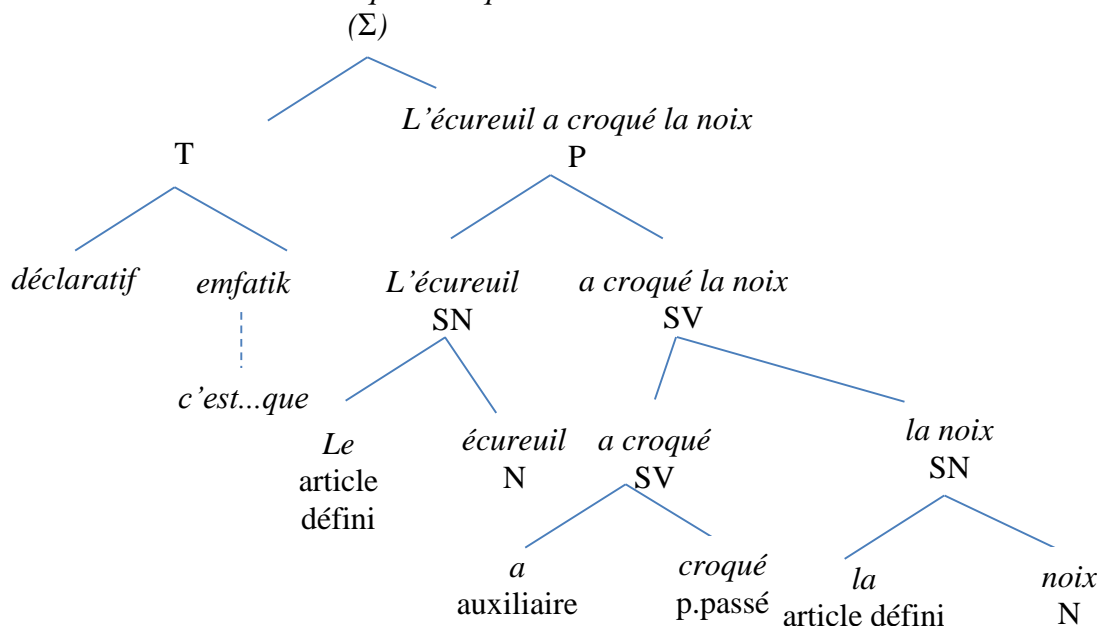 (Σ)
L'écureuil a croqué la noix
T
P
déclaratif
emfatik
L'écureuil
a croqué la noix
SN
SV
c'est...que
Le
écureuil
a croqué
la noix
article
N
SV
SN
défini
a
croqué
la
noix
auxiliaire
p.passé
article défini
N